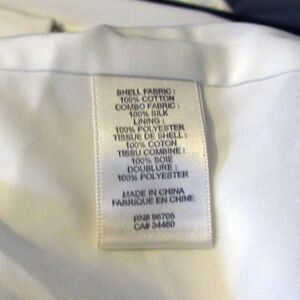 SHELL FABRIC :
100% COTTON
COMBO FABRIC :
100% SILK
LINING :
100% POLYESTER
TISSUE DE SHELL :
100% COTON
TISSU COMBINE :
100% SOIE
DOUBLURE :
100% POLYESTER
MADE IN CHINA
FABRIQUE EN CHINE
RN# 96705
CA# 34460